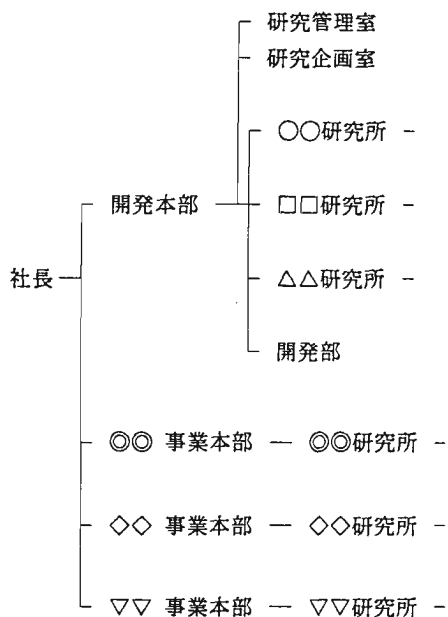 研究管理室
研究企画室
○○研究所
開発本部
□□研究所
社長
△△研究所
開発部
◎◎ 事業本部 ― ◎◎研究所
◇◇ 事業本部 ― ◇◇研究所
▽▽ 事業本部 ― ▽▽研究所